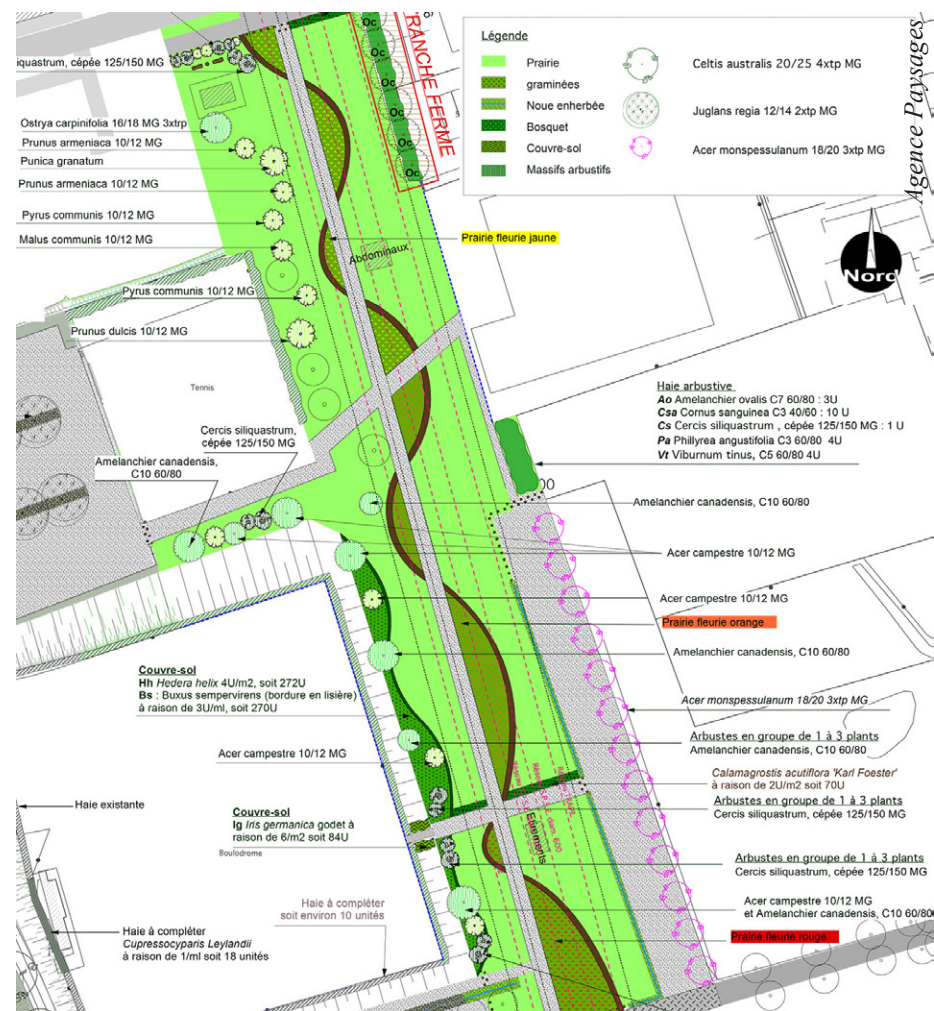 Légende
Prairie
graminées
Noue enherbée
Bosquet
Couvre-sol
Massifs arbustifs
Celtis australis 20/25 4xtp MG
Juglans regia 12/14 2xtp MG
Acer monspessulanum 18/20 3xtp MG
Agence Paysages
TRANCHE FERME
Oc
Oc
Oc
Oc
Oc
Oc
Oc
Nord
iquastrum, cépée 125/150 MG
Ostrya carpinifolia 16/18 MG 3xtrp
Prunus armeniaca 10/12 MG
Punica granatum
Prunus armeniaca 10/12 MG
Pyrus communis 10/12 MG
Malus communis 10/12 MG
Pyrus communis 10/12 MG
Prunus dulcis 10/12 MG
Prairie fleurie jaune
Abdominaux
Tennis
Cercis siliquastrum,
cépée 125/150 MG
Amelanchier canadensis,
C10 60/80
Haie arbustive
Ao Amelanchier ovalis C7 60/80 : 3U
Csa Cornus sanguinea C3 40/60 : 10 U
Cs Cercis siliquastrum , cépée 125/150 MG : 1 U
Pa Phillyrea angustifolia C3 60/80 4U
Vt Viburnum tinus, C5 60/80 4U
00
Amelanchier canadensis, C10 60/80
Acer campestre 10/12 MG
Acer campestre 10/12 MG
Prairie fleurie orange
Amelanchier canadensis, C10 60/80
Couvre-sol
Hh Hedera helix 4U/m2, soit 272U
Bs : Buxus sempervirens (bordure en lisière)
à raison de 3U/ml, soit 270U
Acer monspessulanum 18/20 3xtp MG
Arbustes en groupe de 1 à 3 plants
Amelanchier canadensis, C10 60/80
Acer campestre 10/12 MG
Calamagrostis acutiflora 'Karl Foester'
à raison de 2U/m2 soit 70U
Arbustes en groupe de 1 à 3 plants
Cercis siliquastrum, cépée 125/150 MG
Haie existante
Couvre-sol
Ig Iris germanica godet à
raison de 6/m2 soit 84U
Boulodrome
Etirements
Arbustes en groupe de 1 à 3 plants
Cercis siliquastrum, cépée 125/150 MG
Haie à compléter
soit environ 10 unités
Acer campestre 10/12 MG
et Amelanchier canadensis, C10 60/80
Haie à compléter
Cupressocyparis Leylandii
à raison de 1/ml soit 18 unités
Prairie fleurie rouge